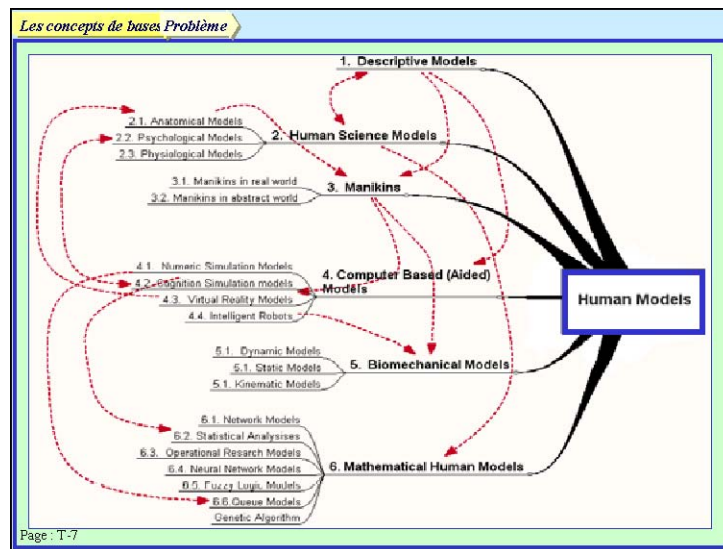 Les concepts de bases Problème
1. Descriptive Models
2.1. Anatomical Models
2.2. Psychological Models
2.3. Physiological Models
2. Human Science Models
3.1. Manikins in real world
3.2. Manikins in abstract world
3. Manikins
4.1. Numeric Simulation Models
4.2. Cognition Simulation models
4.3. Virtual Reality Models
4.4. Intelligent Robots
4. Computer Based (Aided)
Models
Human Models
5.1. Dynamic Models
5.1. Static Models
5.1. Kinematic Models
5. Biomechanical Models
6.1. Network Models
6.2. Statistical Analysises
6.3. Operational Resarch Models
6.4. Neural Network Models
6.5. Fuzzy Logic Models
6.6.Queue Models
Genetic Algorithm
6. Mathematical Human Models
Page : T-7